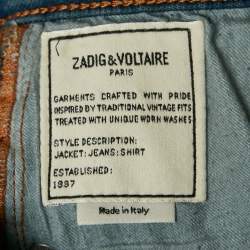 ZADIG&VOLTAIRE
PARIS
GARMENTS CRAFTED WITH PRIDE
INSPIRED BY TRADITIONAL VINTAGE FITS
TREATED WITH UNIQUE WORN WASHES
STYLE DESCRIPTION:
JACKET: JEANS: SHIRT
ESTABLISHED:
1997
Made in Italy